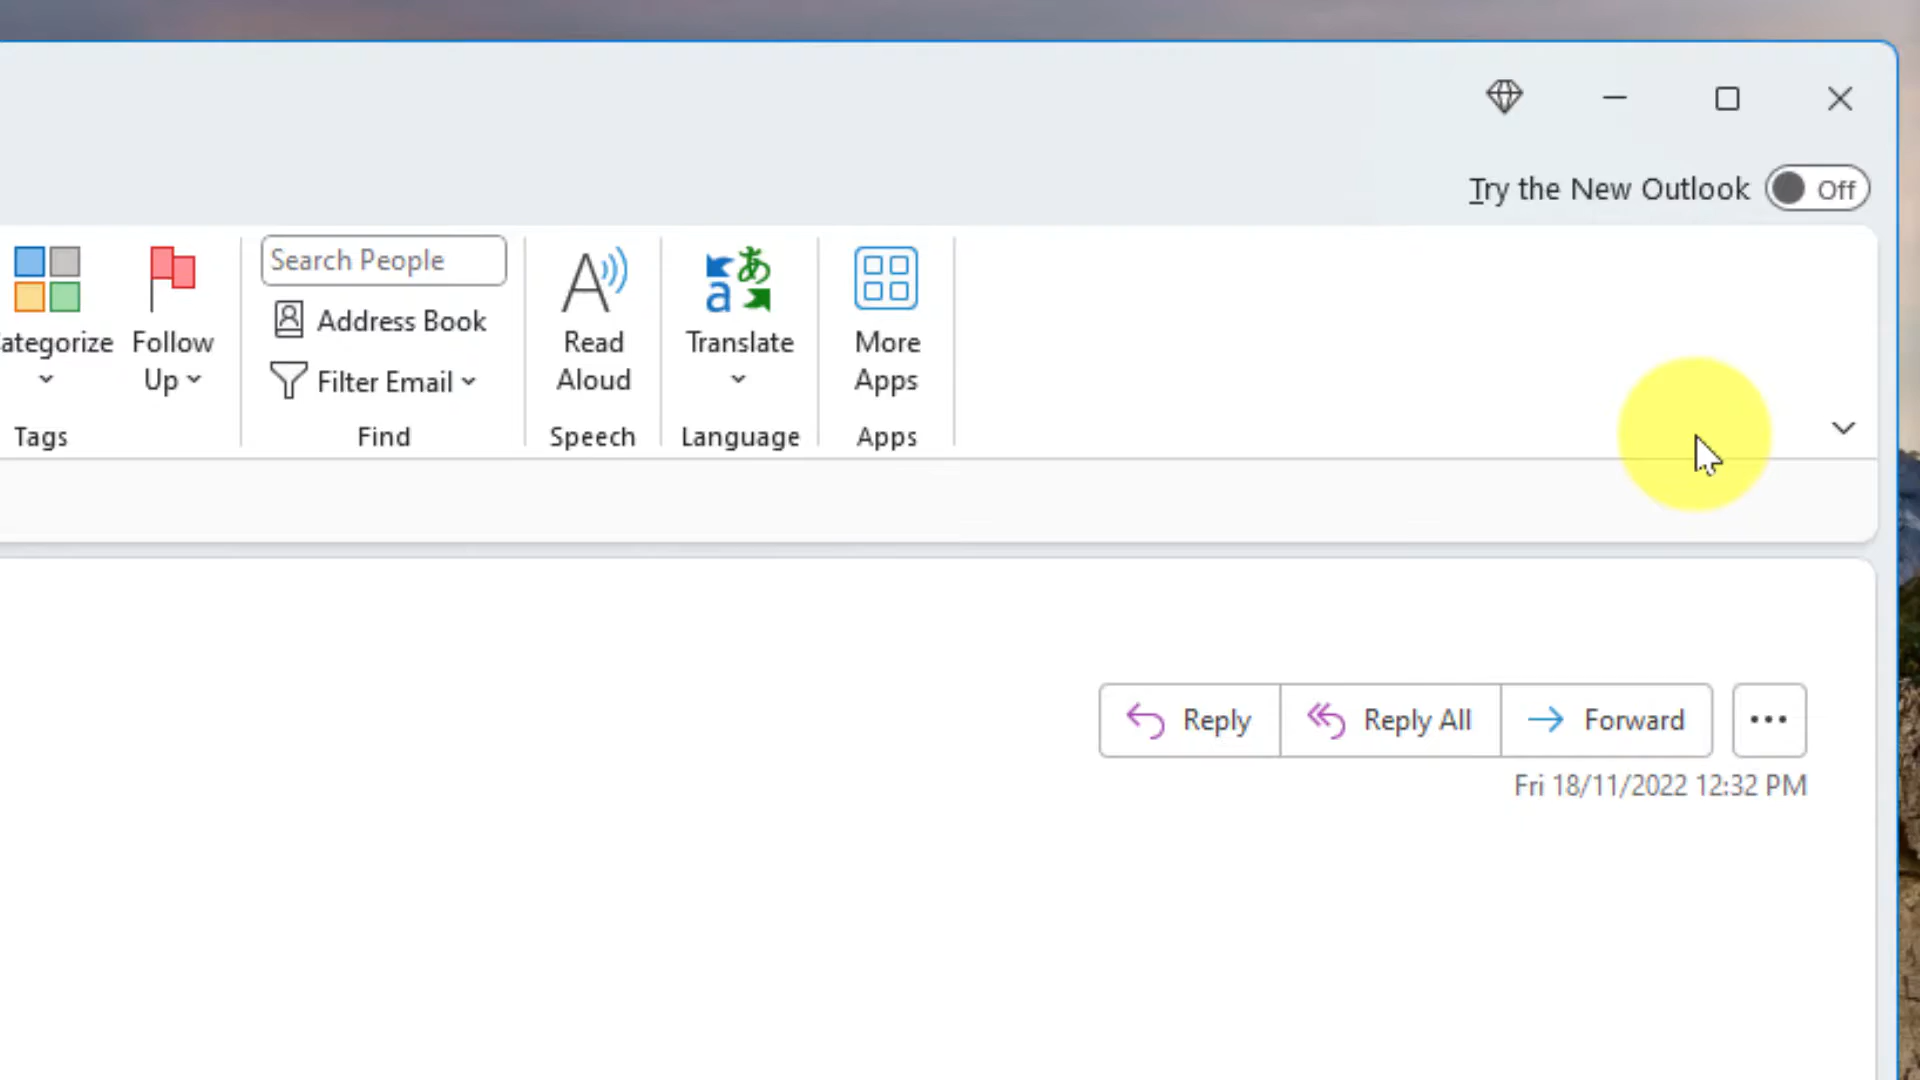 Try the New Outlook Off
ategorize
Follow Up
Search People
Address Book
Filter Email
Read Aloud
Translate
More Apps
Tags
Find
Speech
Language
Apps
Reply
Reply All
Forward
Fri 18/11/2022 12:32 PM